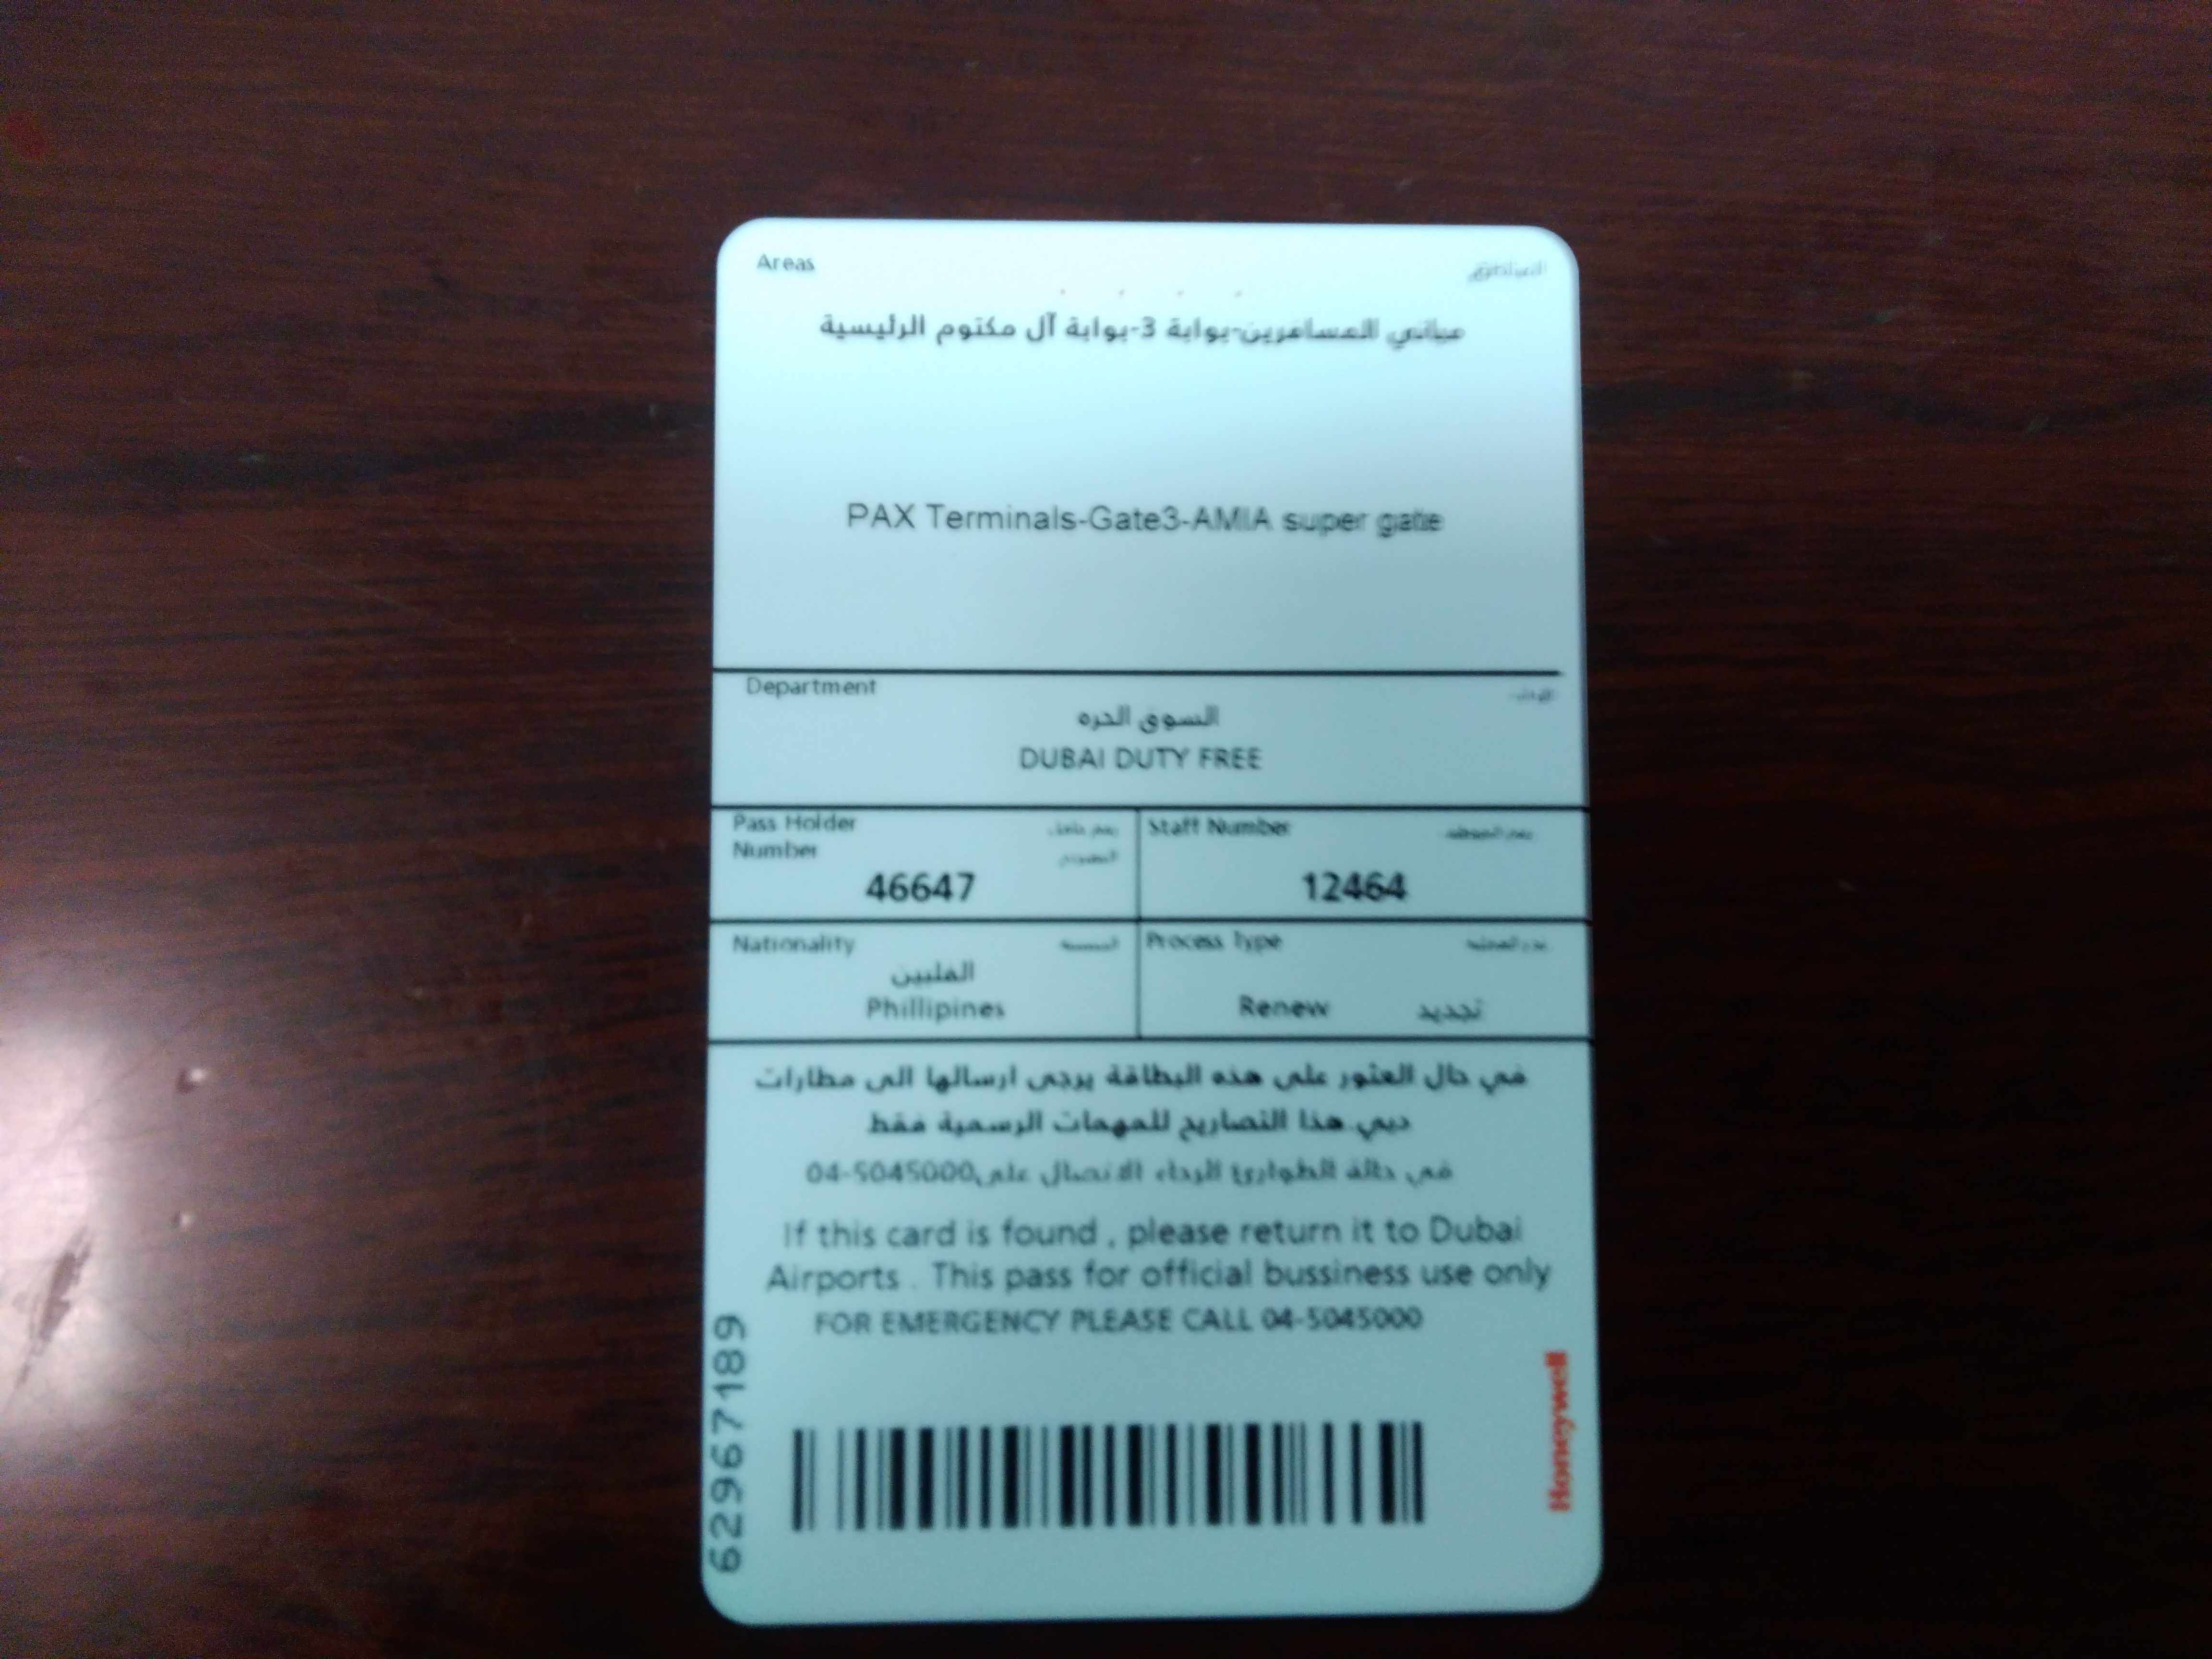 Areas
المناطق
مباني المسافرين-بوابة 3-بوابة آل مكتوم الرئيسية
PAX Terminals-Gate3-AMIA super gate
Department
السوق الحره
DUBAI DUTY FREE
Pass Holder Number
46647
Staff Number
12464
Nationality
الفلبين
Phillipines
Process Type
Renew تجديد
في حال العثور على هذه البطاقة يرجى ارسالها الى مطارات
دبي. هذا التصاريح للمهمات الرسمية فقط
في حالة الطوارئ الرجاء الاتصال على 04-5045000
If this card is found , please return it to Dubai
Airports . This pass for official bussiness use only
FOR EMERGENCY PLEASE CALL 04-5045000
62967189
Honeywell